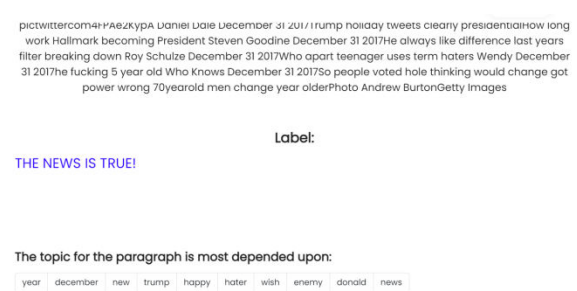 pictwittercom4FPAe2KypA Daniel Dale December 31 2017Trump holiday tweets clearly presidentialHow long
work Hallmark becoming President Steven Goodine December 31 2017He always like difference last years
filter breaking down Roy Schulze December 31 2017Who apart teenager uses term haters Wendy December
31 2017he fucking 5 year old Who Knows December 31 2017So people voted hole thinking would change got
power wrong 70yearold men change year olderPhoto Andrew BurtonGetty Images
Label:
THE NEWS IS TRUE!
The topic for the paragraph is most depended upon:
year december new trump happy hater wish enemy donald news